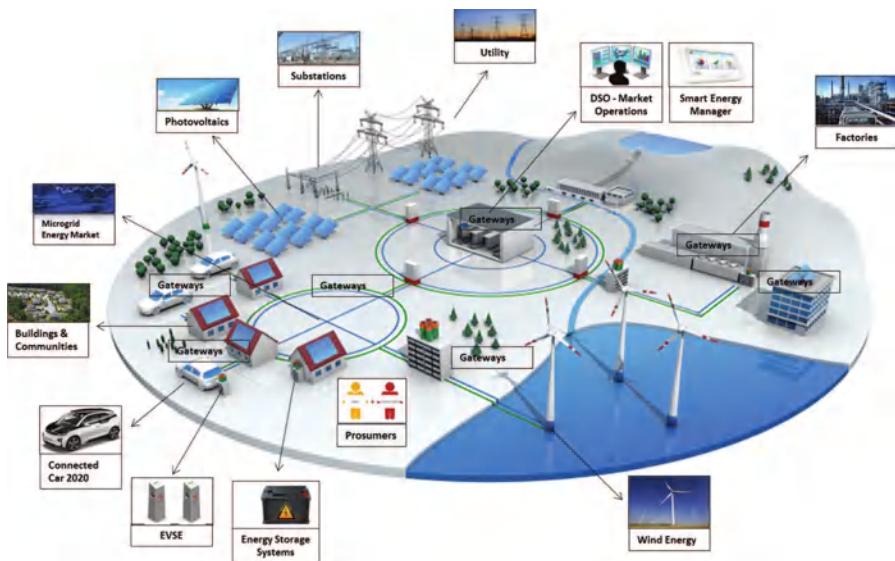 Utility
Substations
DSO - Market
Operations
Smart Energy
Manager
Photovoltaics
Factories
Microgrid
Energy Market
Gateways
Gateways
Gateways
Gateways
Gateways
Buildings &
Communities
Gateways
Gateways
Prosumers
Connected
Car 2020
EVSE
Energy Storage
Systems
Wind Energy